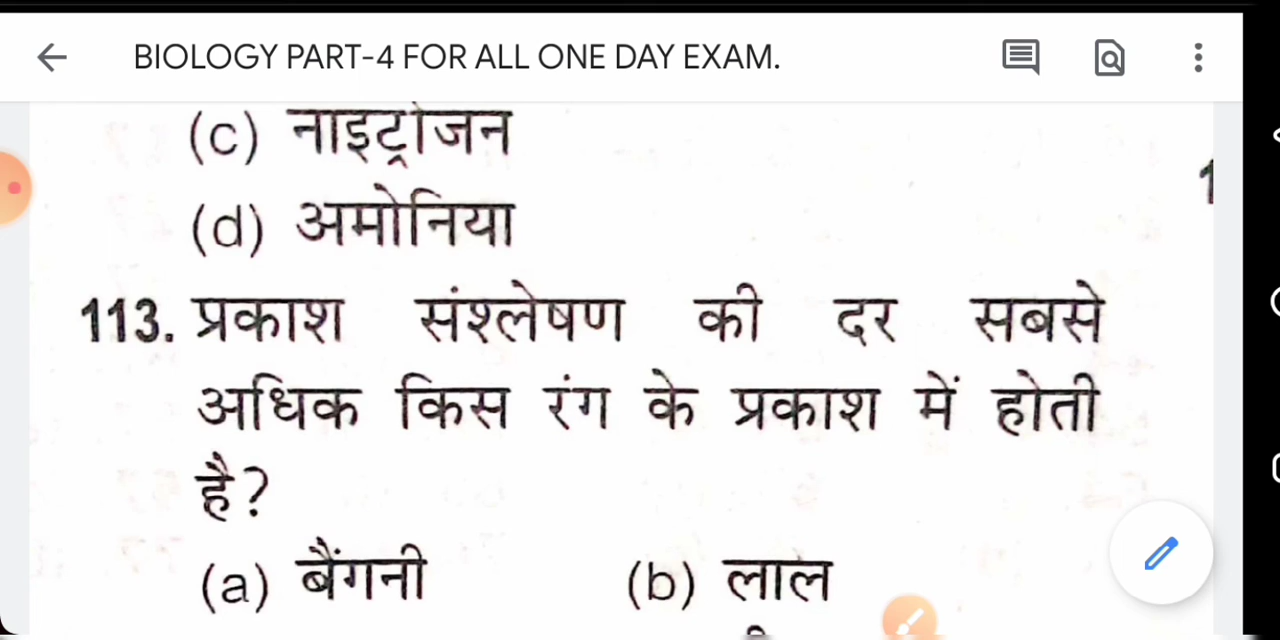 BIOLOGY PART-4 FOR ALL ONE DAY EXAM.
(c) नाइट्रोजन
(d) अमोनिया
113. प्रकाश संश्लेषण की दर सबसे
अधिक किस रंग के प्रकाश में होती
है?
(a) बैंगनी (b) लाल